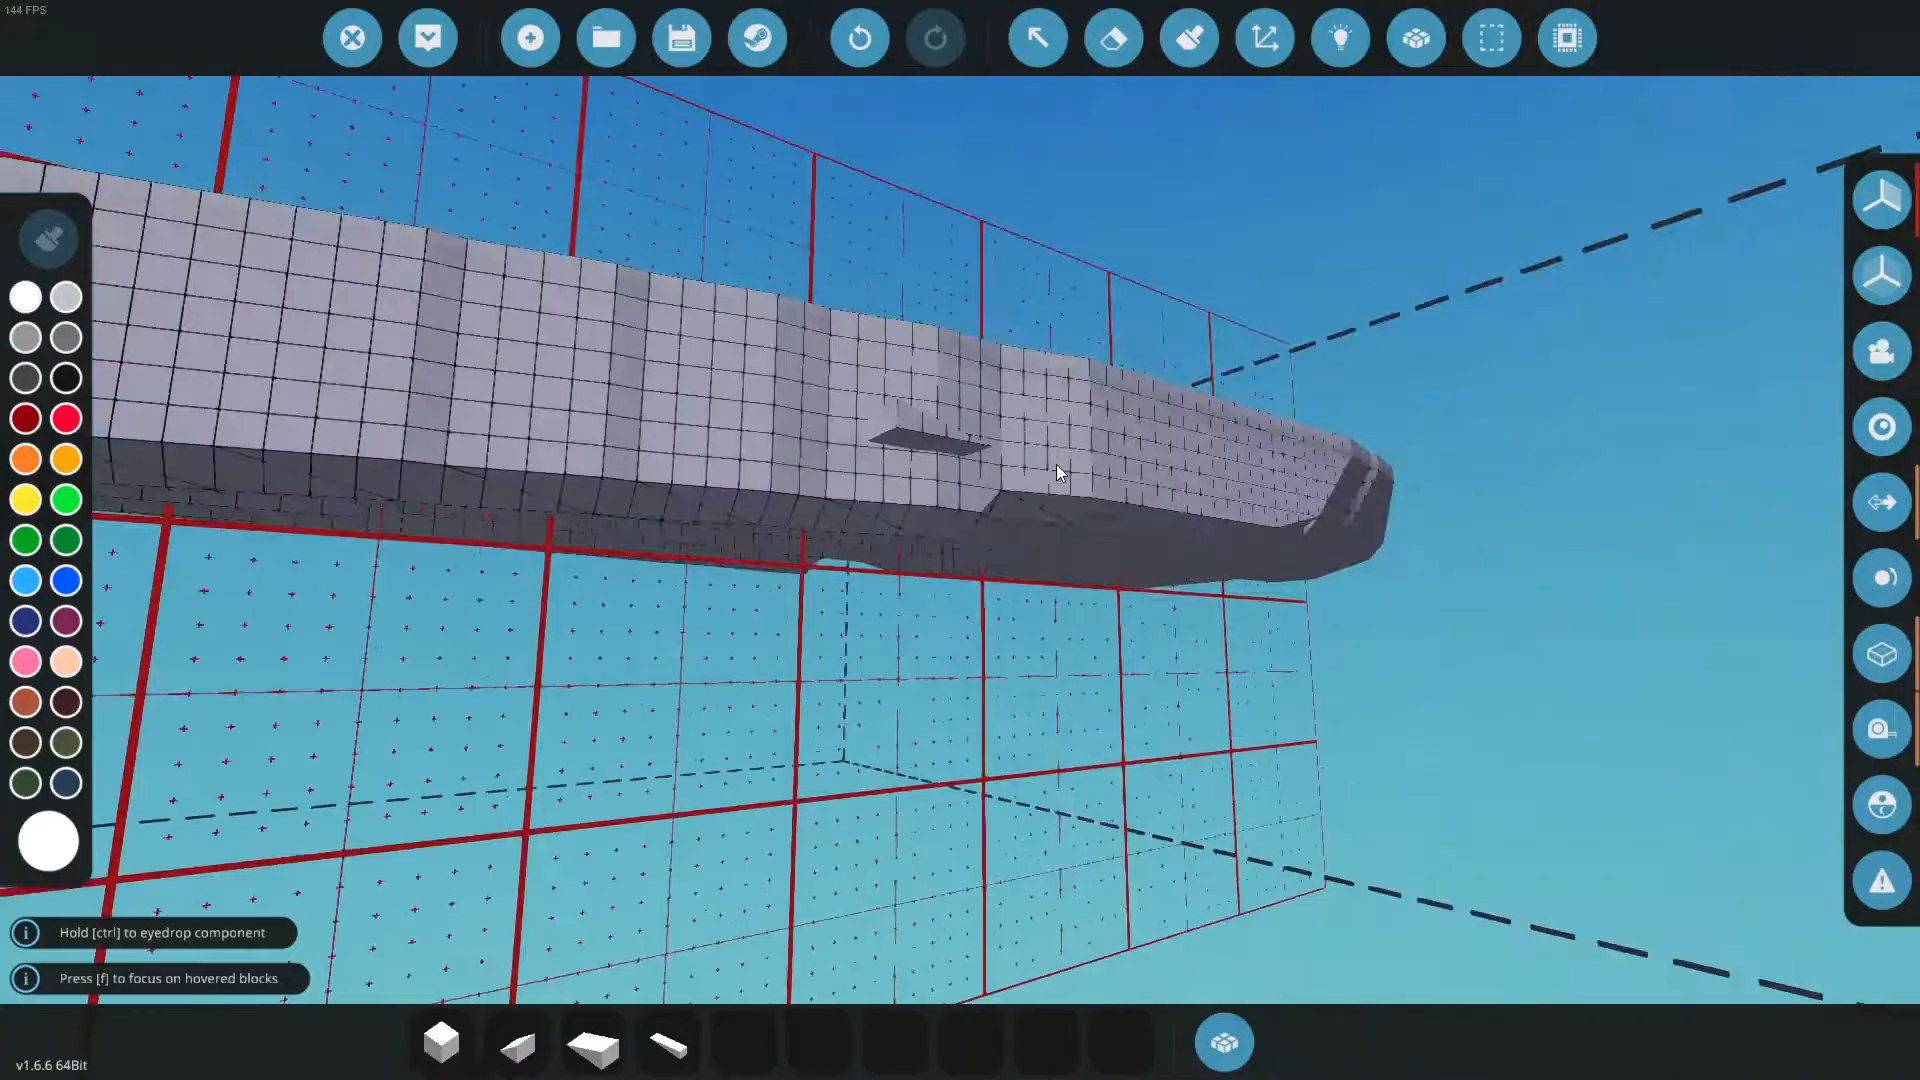 144 FPS
Hold [ctrl] to eyedrop component
Press [f] to focus on hovered blocks
v1.6.6 64Bit